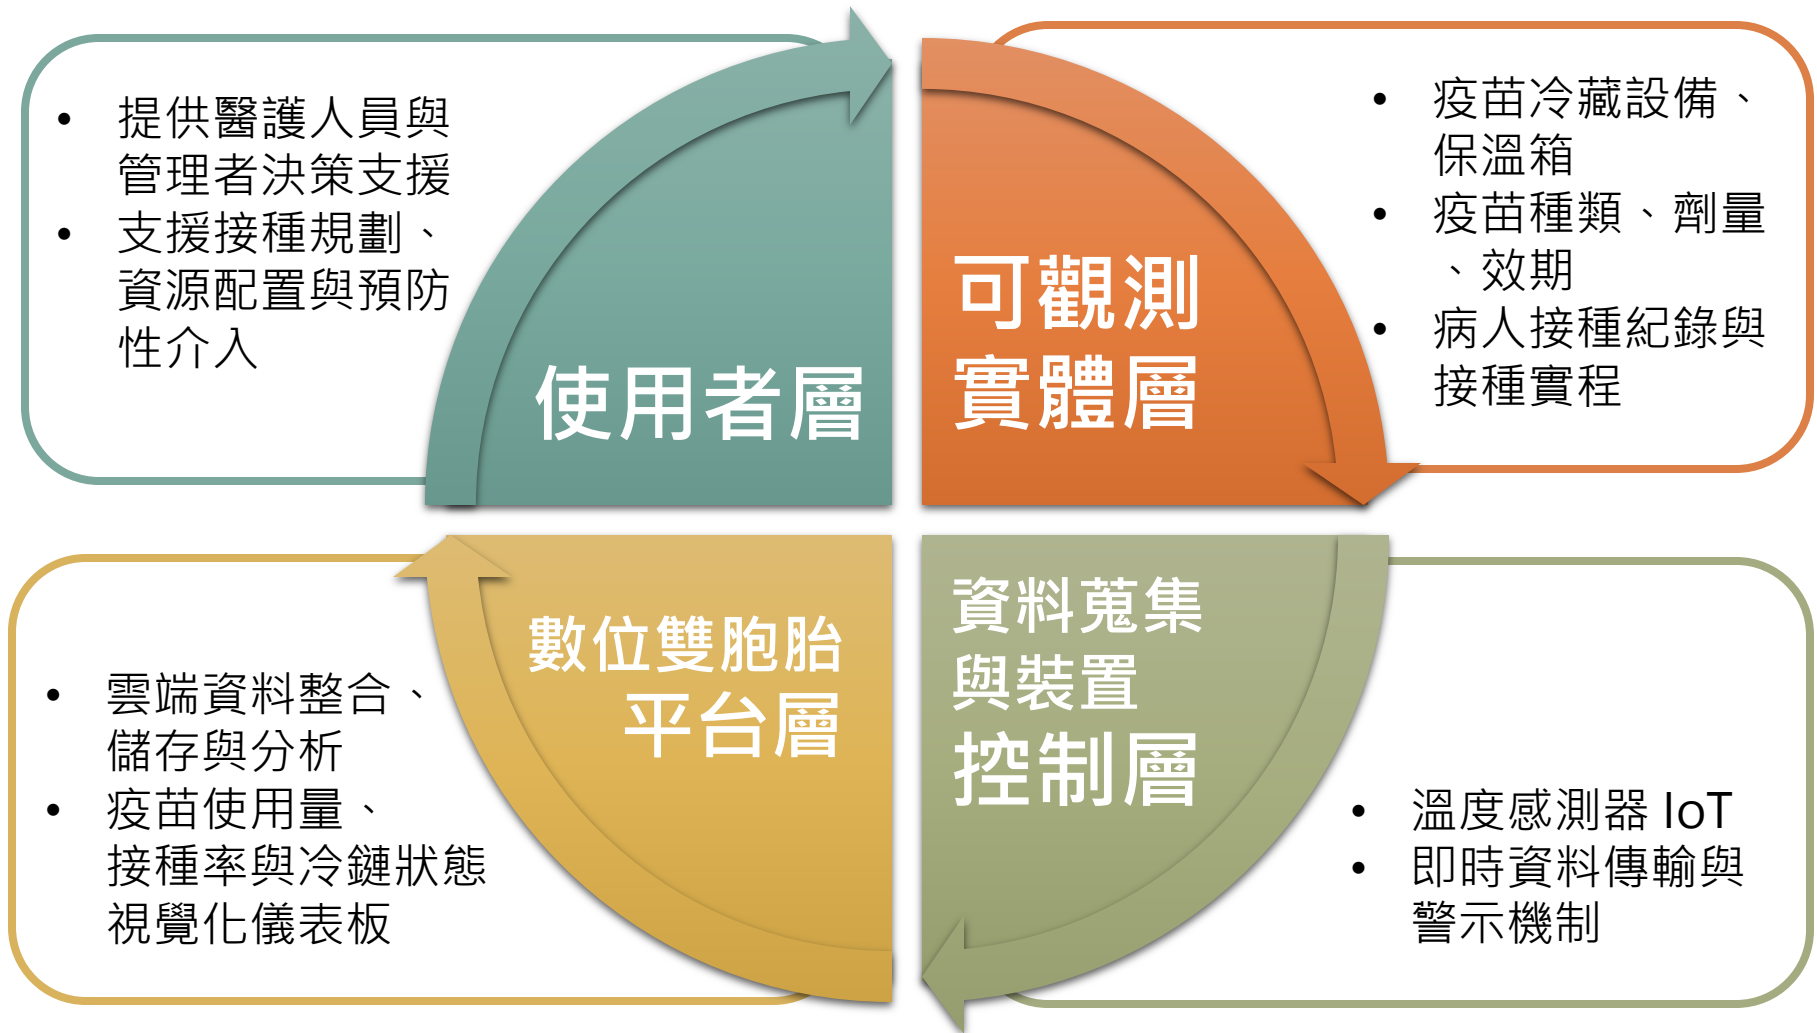 • 提供醫護人員與
管理者決策支援
• 支援接種規劃、
資源配置與預防
性介入
使用者層
可觀測
實體層
• 疫苗冷藏設備、
保溫箱
• 疫苗種類、劑量
、效期
• 病人接種紀錄與
接種實程
• 雲端資料整合、
儲存與分析
• 疫苗使用量、
接種率與冷鏈狀態
視覺化儀表板
數位雙胞胎
平台層
資料蒐集
與裝置
控制層
• 溫度感測器 IoT
• 即時資料傳輸與
警示機制